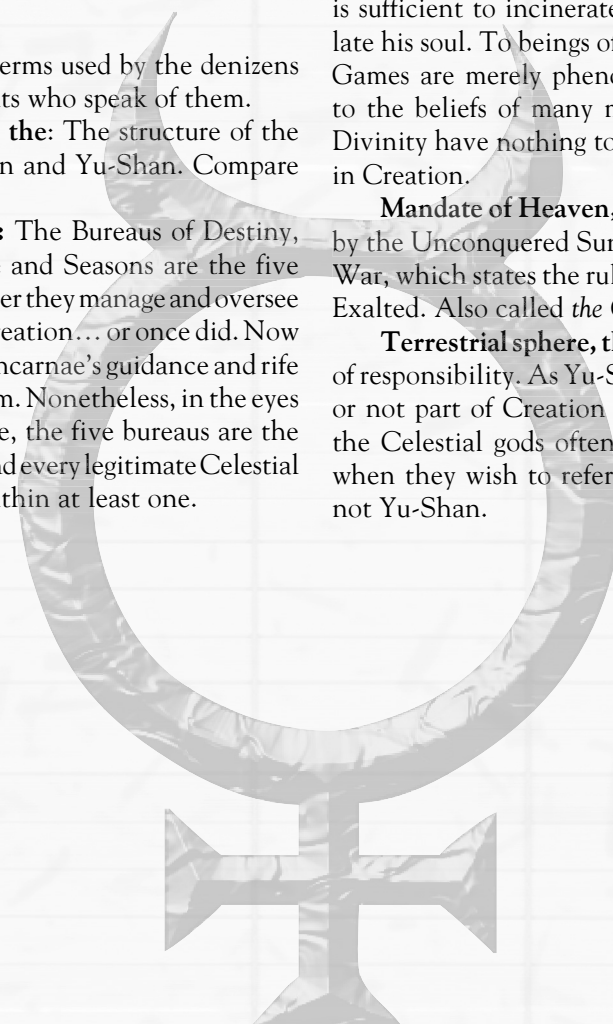 erms used by the denizens
ts who speak of them.
the: The structure of the
n and Yu-Shan. Compare
: The Bureaus of Destiny,
and Seasons are the five
er they manage and oversee
reation… or once did. Now
ncarnae's guidance and rife
m. Nonetheless, in the eyes
e, the five bureaus are the
nd every legitimate Celestial
ithin at least one.
is sufficient to incinerate
late his soul. To beings of
Games are merely pheno
to the beliefs of many m
Divinity have nothing to
in Creation.
Mandate of Heaven,
by the Unconquered Sun
War, which states the rul
Exalted. Also called the
Terrestrial sphere, th
of responsibility. As Yu-S
or not part of Creation
the Celestial gods often
when they wish to refer
not Yu-Shan.